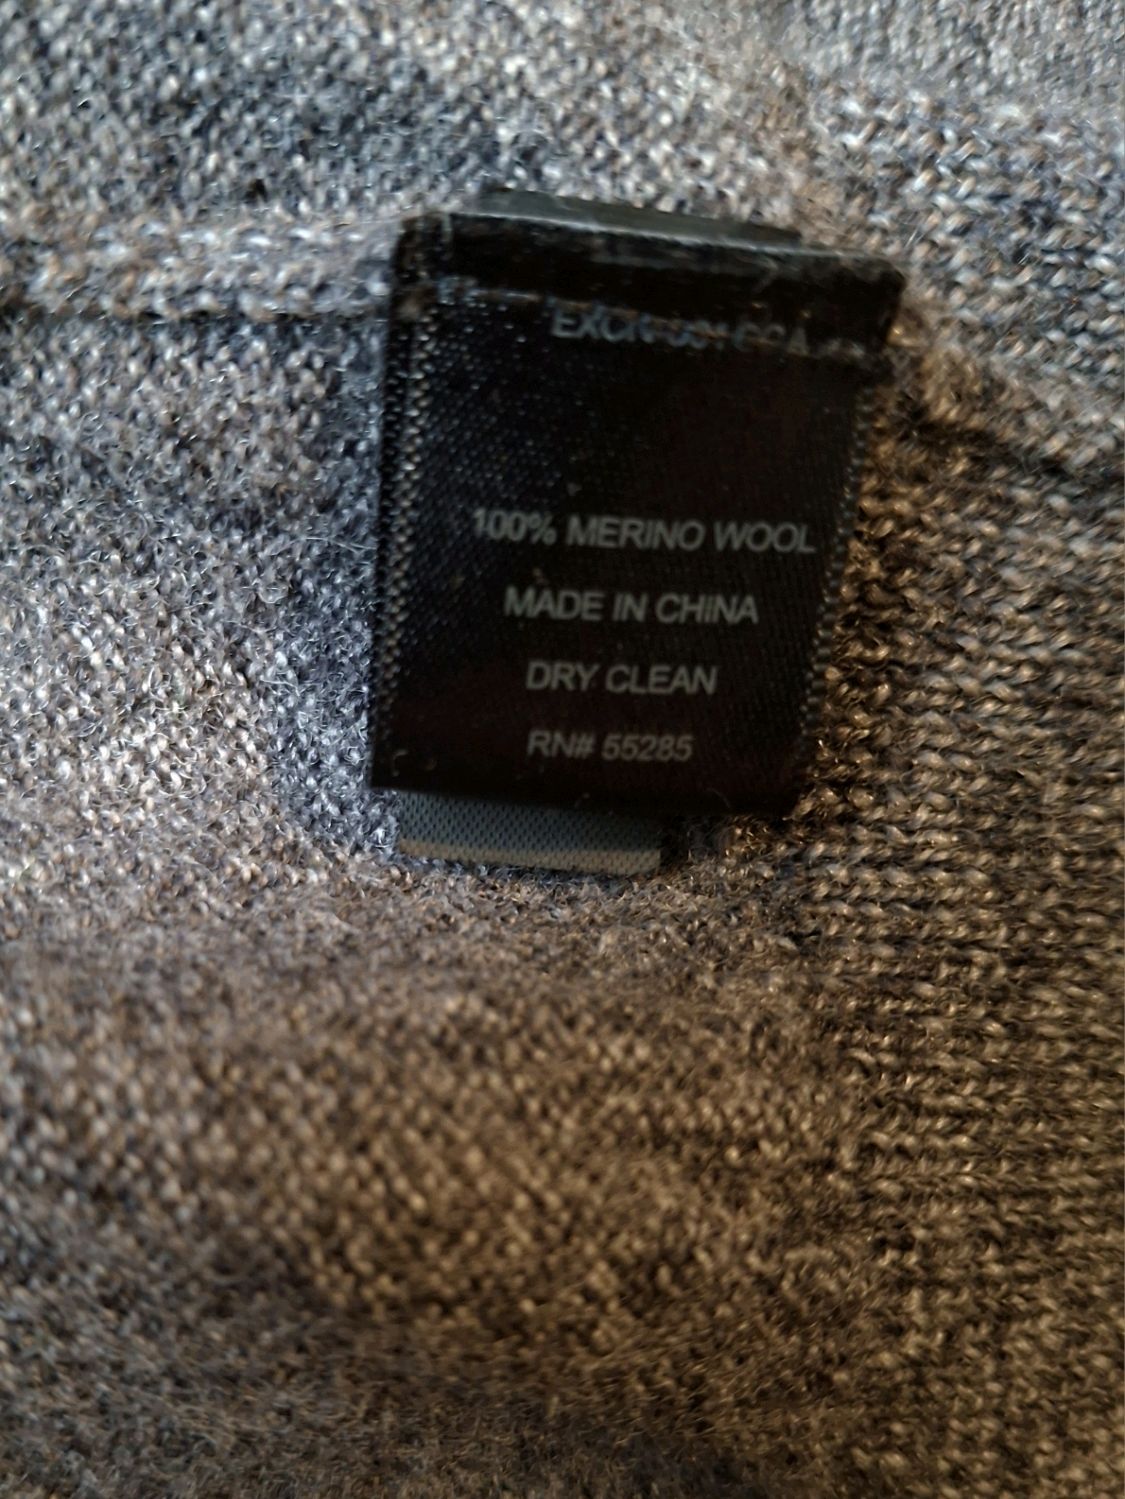 100% MERINO WOOL
MADE IN CHINA
DRY CLEAN
RN# 55285